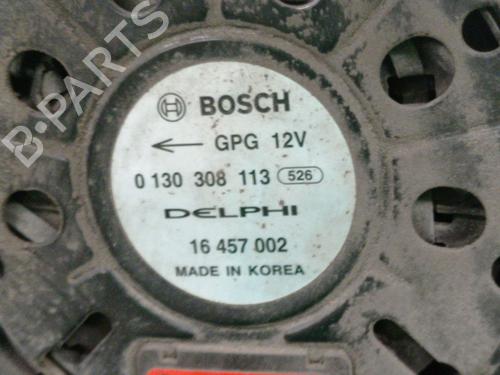 BOSCH
← GPG 12V
0 130 308 113 526
DELPHI
16 457 002
MADE IN KOREA
B-PARTS